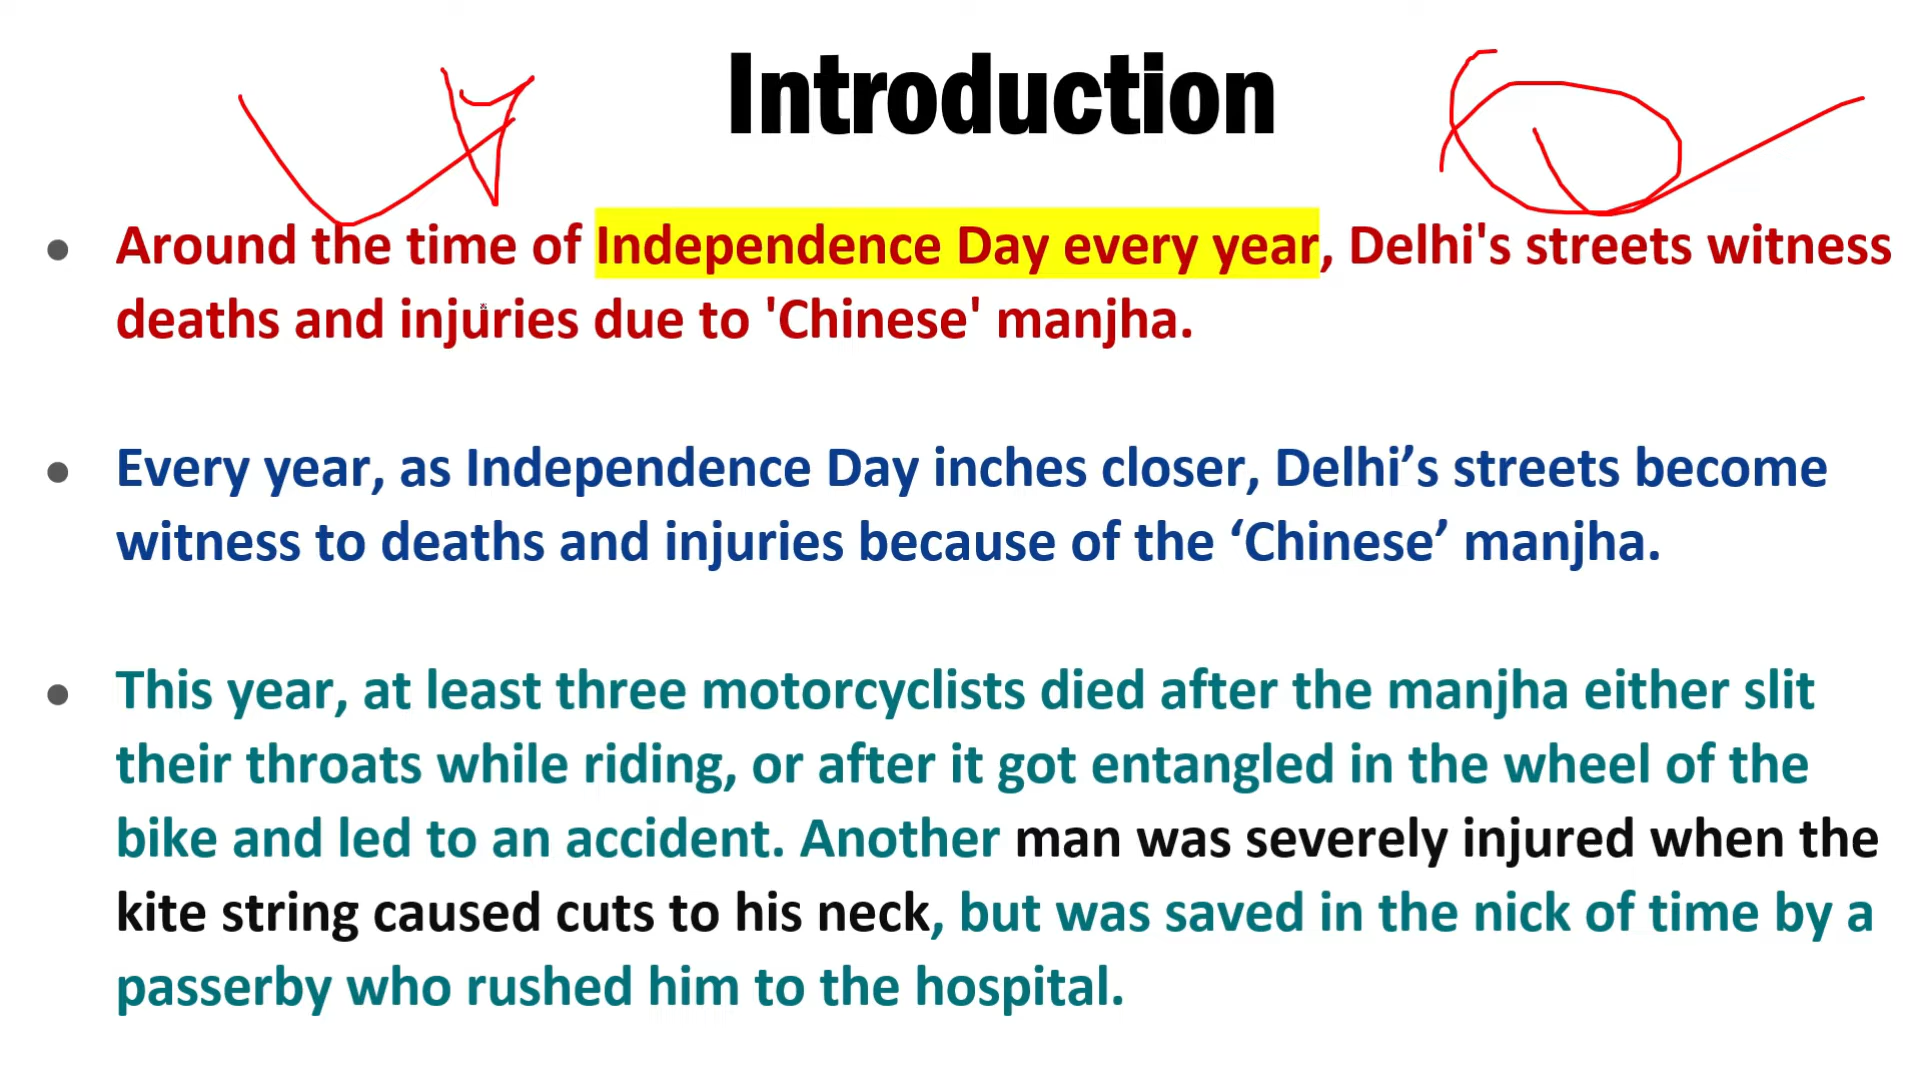 Introduction
• Around the time of Independence Day every year, Delhi's streets witness
deaths and injuries due to 'Chinese' manjha.
• Every year, as Independence Day inches closer, Delhi’s streets become
witness to deaths and injuries because of the ‘Chinese’ manjha.
• This year, at least three motorcyclists died after the manjha either slit
their throats while riding, or after it got entangled in the wheel of the
bike and led to an accident. Another man was severely injured when the
kite string caused cuts to his neck, but was saved in the nick of time by a
passerby who rushed him to the hospital.